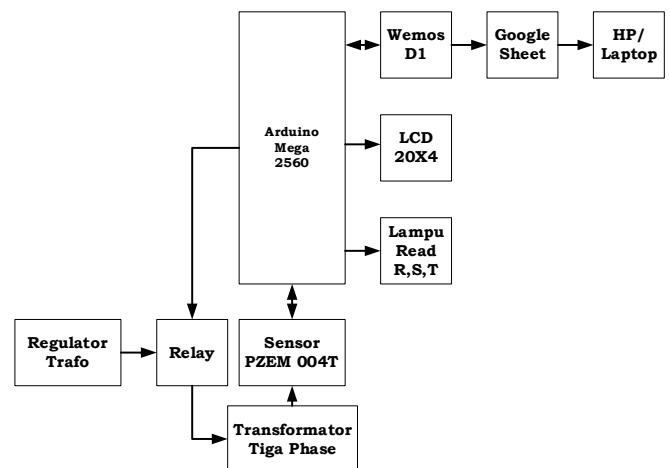 Wemos
D1
Google
Sheet
HP/
Laptop
Arduino
Mega
2560
LCD
20X4
Lampu
Read
R,S,T
Regulator
Trafo
Relay
Sensor
PZEM 004T
Transformator
Tiga Phase